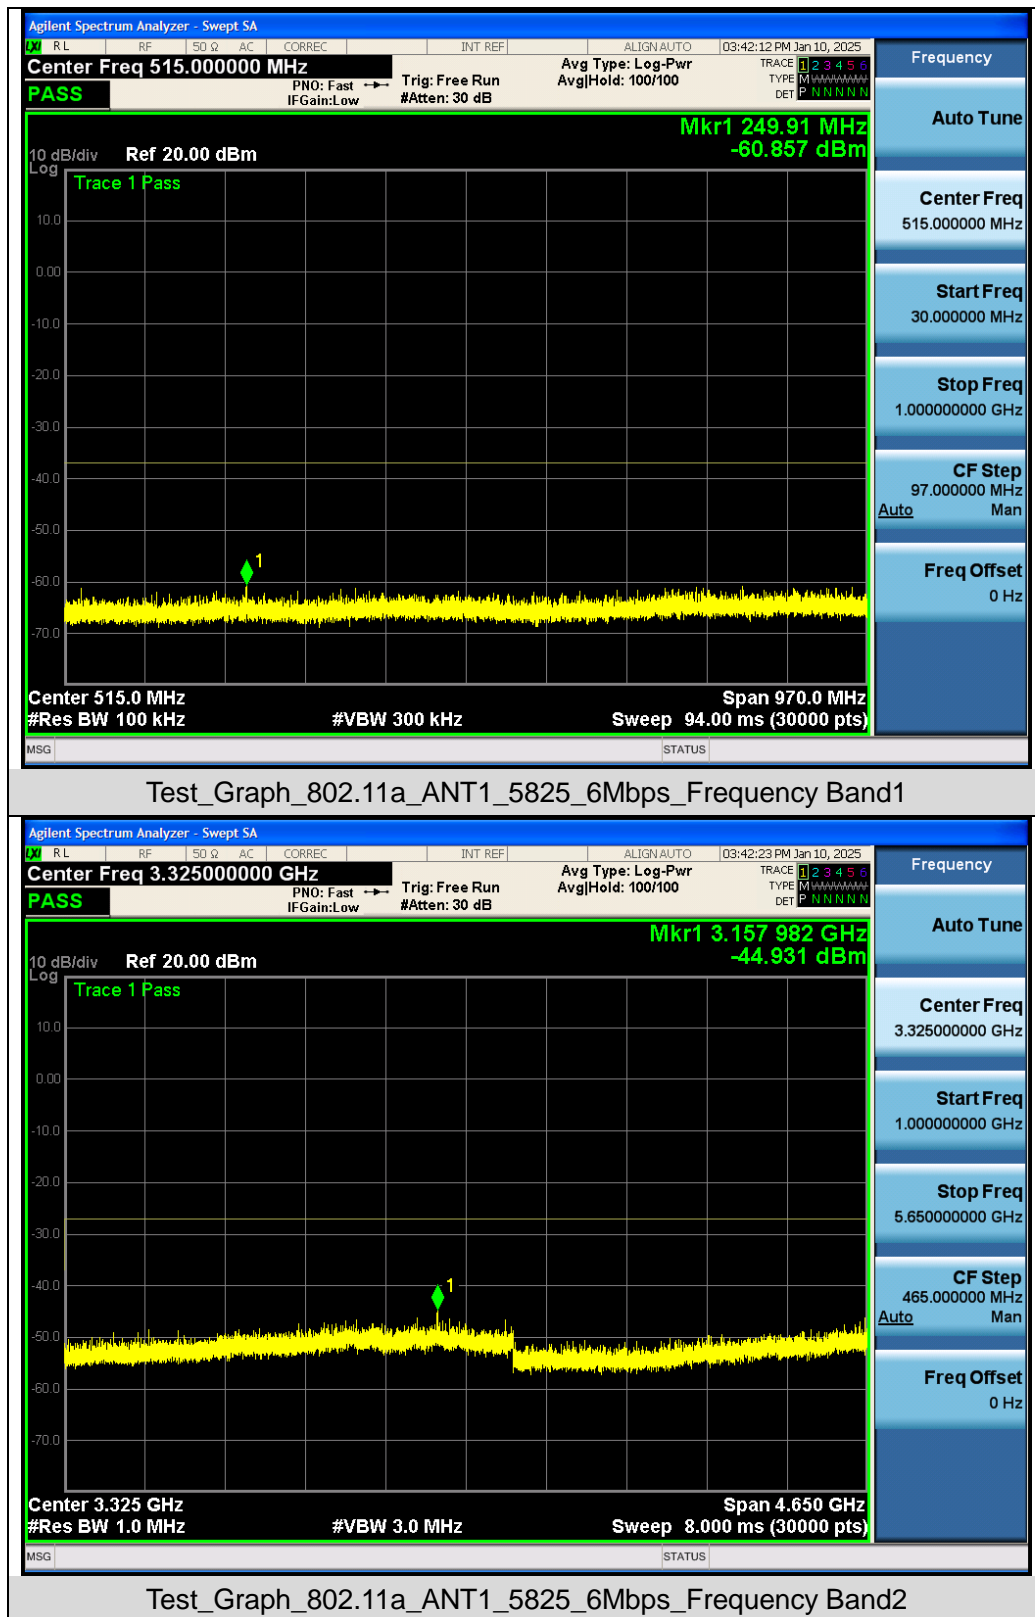 Agilent Spectrum Analyzer - Swept SA
LXI RL RF 50 Ω AC CORREC INT REF ALIGNAUTO 03:42:12 PM Jan 10, 2025
Center Freq 515.000000 MHz
PASS
PNO: Fast
IFGain:Low
Trig: Free Run
#Atten: 30 dB
Avg Type: Log-Pwr
Avg|Hold: 100/100
TRACE 1 2 3 4 5 6
TYPE M WWWWW
DET P N N N N N
Mkr1 249.91 MHz
-60.857 dBm
10 dB/div Ref 20.00 dBm
Log
Trace 1 Pass
10.0
0.00
-10.0
-20.0
-30.0
-40.0
-50.0
-60.0
-70.0
1
Center 515.0 MHz Span 970.0 MHz
#Res BW 100 kHz #VBW 300 kHz Sweep 94.00 ms (30000 pts)
MSG STATUS
Frequency
Auto Tune
Center Freq
515.000000 MHz
Start Freq
30.000000 MHz
Stop Freq
1.000000000 GHz
CF Step
97.000000 MHz
Auto Man
Freq Offset
0 Hz
Test_Graph_802.11a_ANT1_5825_6Mbps_Frequency Band1
Agilent Spectrum Analyzer - Swept SA
LXI RL RF 50 Ω AC CORREC INT REF ALIGNAUTO 03:42:23 PM Jan 10, 2025
Center Freq 3.325000000 GHz
PASS
PNO: Fast
IFGain:Low
Trig: Free Run
#Atten: 30 dB
Avg Type: Log-Pwr
Avg|Hold: 100/100
TRACE 1 2 3 4 5 6
TYPE M WWWWW
DET P N N N N N
Mkr1 3.157 982 GHz
-44.931 dBm
10 dB/div Ref 20.00 dBm
Log
Trace 1 Pass
10.0
0.00
-10.0
-20.0
-30.0
-40.0
-50.0
-60.0
-70.0
1
Center 3.325 GHz Span 4.650 GHz
#Res BW 1.0 MHz #VBW 3.0 MHz Sweep 8.000 ms (30000 pts)
MSG STATUS
Frequency
Auto Tune
Center Freq
3.325000000 GHz
Start Freq
1.000000000 GHz
Stop Freq
5.650000000 GHz
CF Step
465.000000 MHz
Auto Man
Freq Offset
0 Hz
Test_Graph_802.11a_ANT1_5825_6Mbps_Frequency Band2